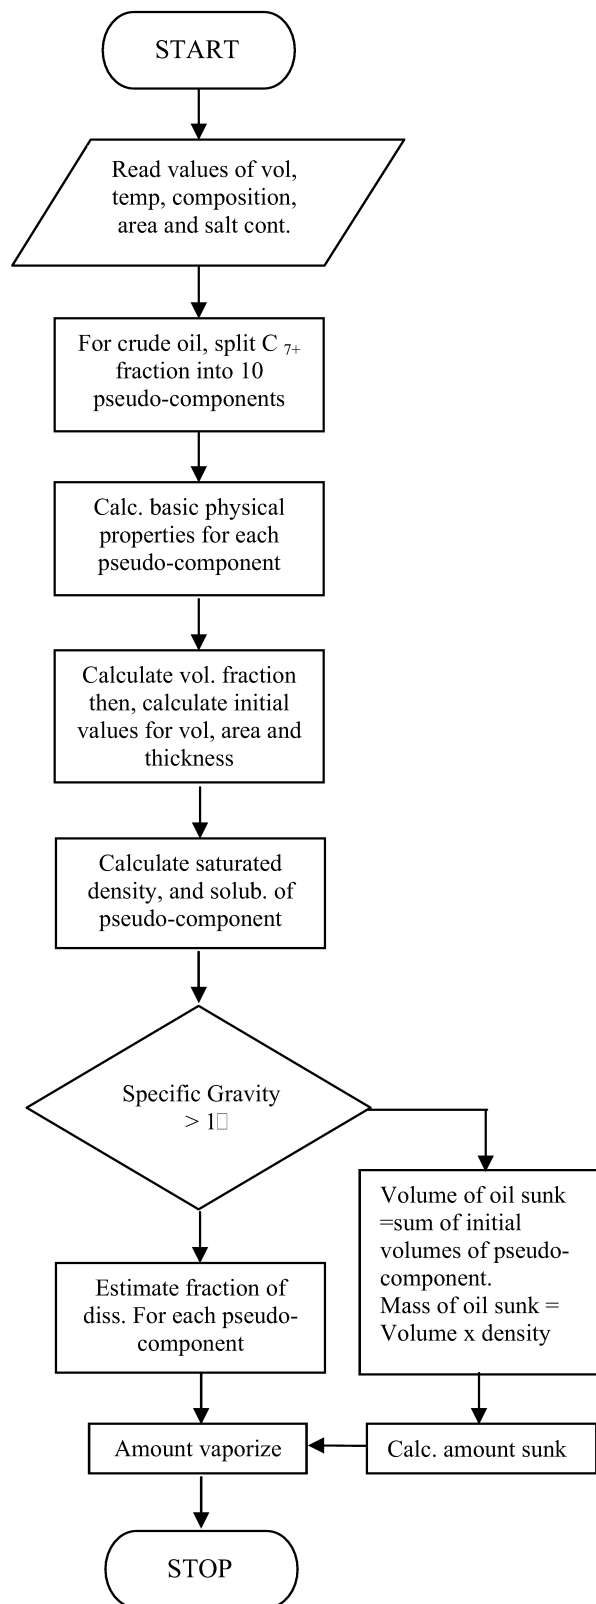 START
Read values of vol,
temp, composition,
area and salt cont.
For crude oil, split C 7+
fraction into 10
pseudo-components
Calc. basic physical
properties for each
pseudo-component
Calculate vol. fraction
then, calculate initial
values for vol, area and
thickness
Calculate saturated
density, and solub. of
pseudo-component
Specific Gravity
> 1
Volume of oil sunk
=sum of initial
volumes of pseudo-
component.
Mass of oil sunk =
Volume x density
Estimate fraction of
diss. For each pseudo-
component
Amount vaporize
Calc. amount sunk
STOP